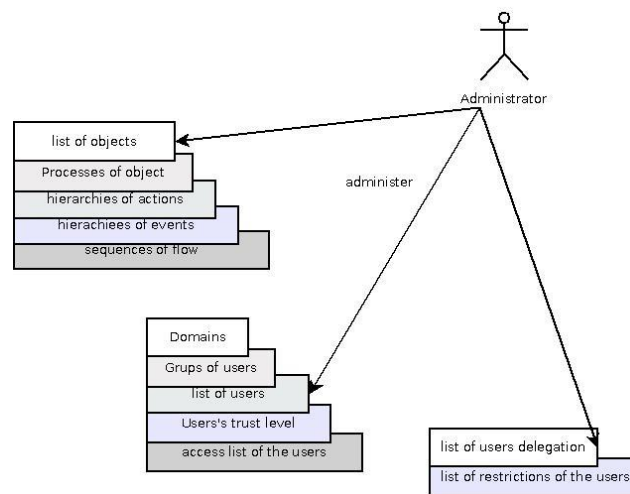 Administrator
list of objects
Processes of object
administer
hierarchies of actions
hierachiees of events
sequences of flow
Domains
Grups of users
list of users
Users's trust level
access list of the users
list of users delegation
list of restrictions of the users